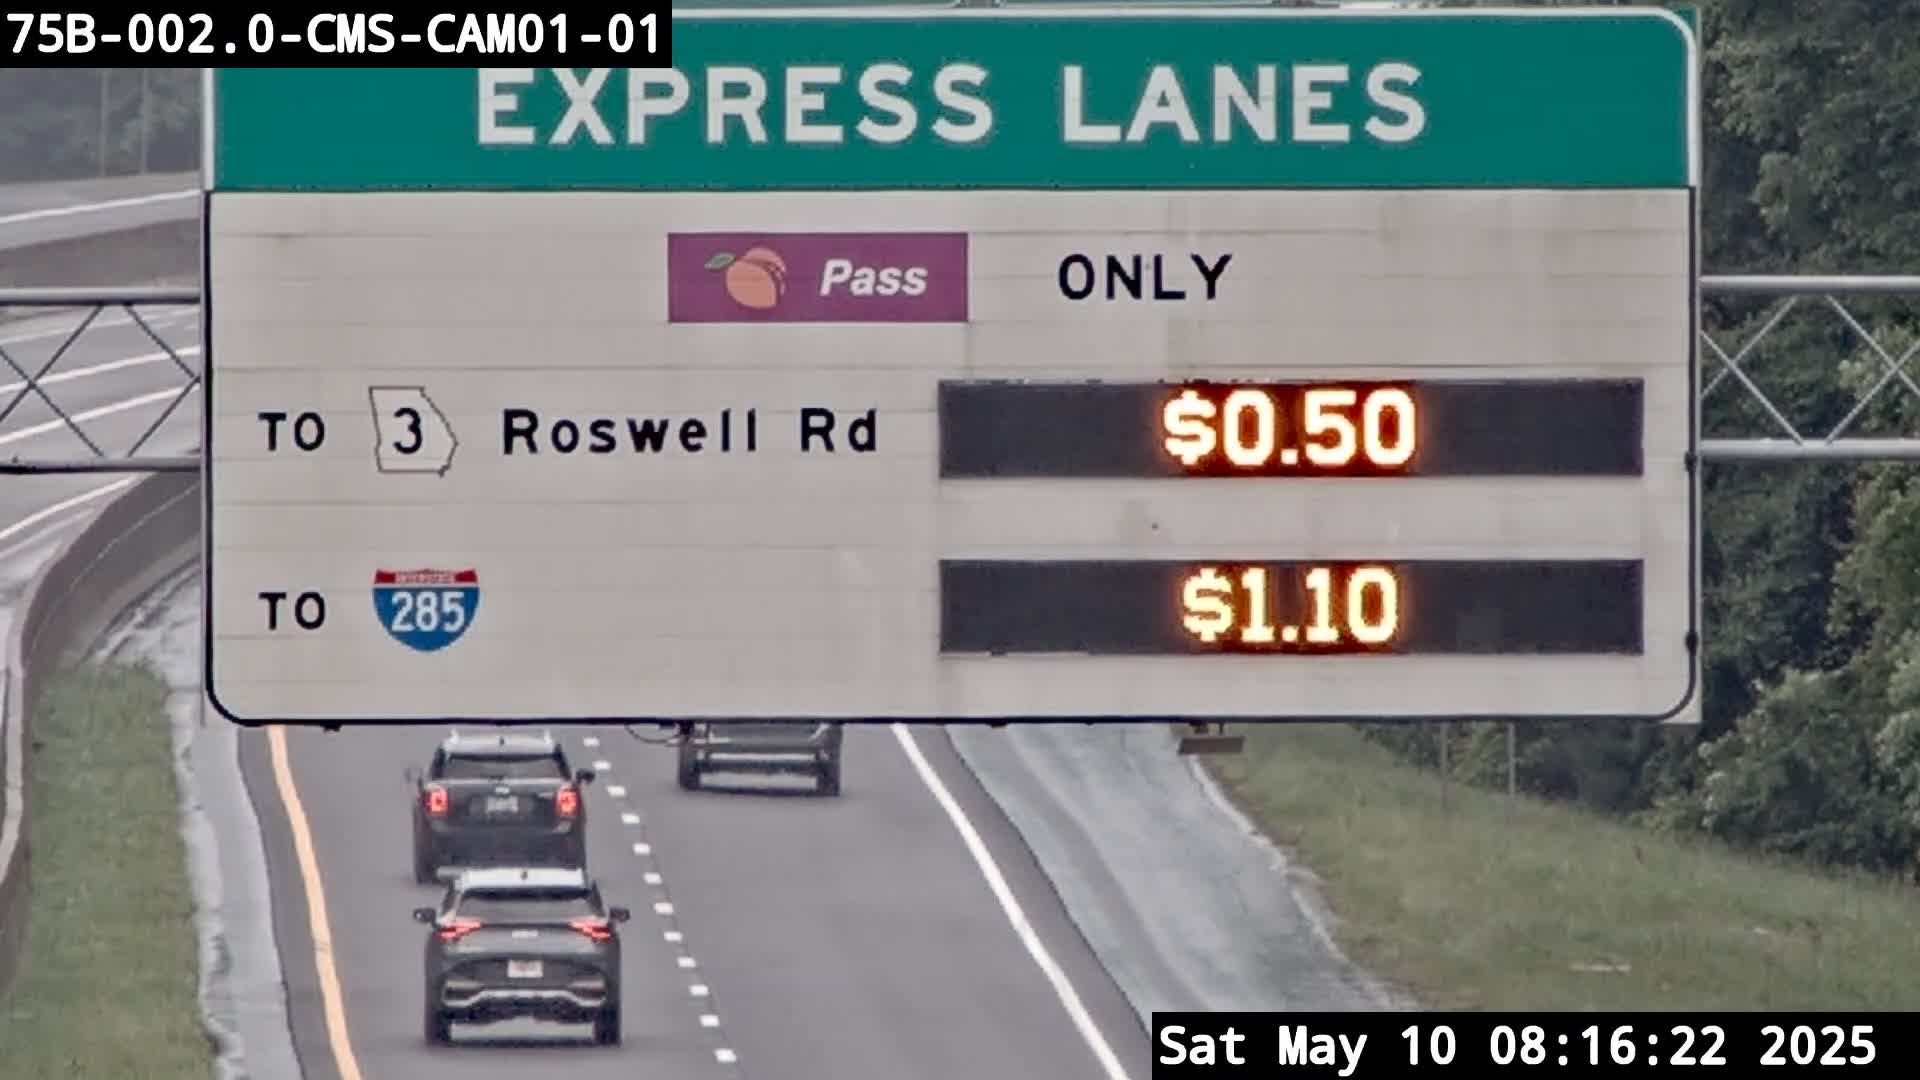 75B-002.0-CMS-CAM01-01
EXPRESS LANES
Pass ONLY
TO 3 Roswell Rd $0.50
TO 285 $1.10
Sat May 10 08:16:22 2025